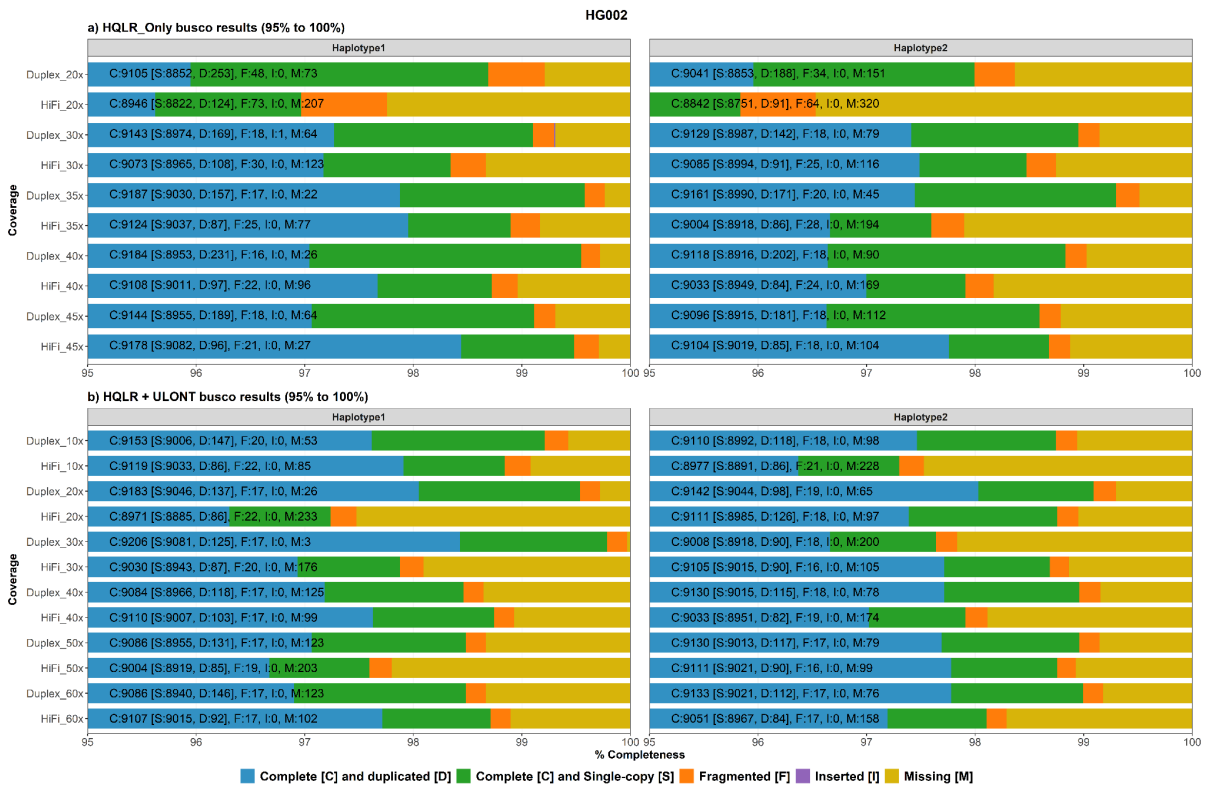 HG002
a) HQLR_Only busco results (95% to 100%)
Haplotype1
Haplotype2
Coverage
Duplex_20x
C:9105 [S:8852, D:253], F:48, I:0, M:73
C:9041 [S:8853, D:188], F:34, I:0, M:151
HiFi_20x
C:8946 [S:8822, D:124], F:73, I:0, M:207
C:8842 [S:8751, D:91], F:64, I:0, M:320
Duplex_30x
C:9143 [S:8974, D:169], F:18, I:1, M:64
C:9129 [S:8987, D:142], F:18, I:0, M:79
HiFi_30x
C:9073 [S:8965, D:108], F:30, I:0, M:123
C:9085 [S:8994, D:91], F:25, I:0, M:116
Duplex_35x
C:9187 [S:9030, D:157], F:17, I:0, M:22
C:9161 [S:8990, D:171], F:20, I:0, M:45
HiFi_35x
C:9124 [S:9037, D:87], F:25, I:0, M:77
C:9004 [S:8918, D:86], F:28, I:0, M:194
Duplex_40x
C:9184 [S:8953, D:231], F:16, I:0, M:26
C:9118 [S:8916, D:202], F:18, I:0, M:90
HiFi_40x
C:9108 [S:9011, D:97], F:22, I:0, M:96
C:9033 [S:8949, D:84], F:24, I:0, M:169
Duplex_45x
C:9144 [S:8955, D:189], F:18, I:0, M:64
C:9096 [S:8915, D:181], F:18, I:0, M:112
HiFi_45x
C:9178 [S:9082, D:96], F:21, I:0, M:27
C:9104 [S:9019, D:85], F:18, I:0, M:104
95 96 97 98 99 100
95 96 97 98 99 100
b) HQLR + ULONT busco results (95% to 100%)
Haplotype1
Haplotype2
Coverage
Duplex_10x
C:9153 [S:9006, D:147], F:20, I:0, M:53
C:9110 [S:8992, D:118], F:18, I:0, M:98
HiFi_10x
C:9119 [S:9033, D:86], F:22, I:0, M:85
C:8977 [S:8891, D:86], F:21, I:0, M:228
Duplex_20x
C:9183 [S:9046, D:137], F:17, I:0, M:26
C:9142 [S:9044, D:98], F:19, I:0, M:65
HiFi_20x
C:8971 [S:8885, D:86], F:22, I:0, M:233
C:9111 [S:8985, D:126], F:18, I:0, M:97
Duplex_30x
C:9206 [S:9081, D:125], F:17, I:0, M:3
C:9008 [S:8918, D:90], F:18, I:0, M:200
HiFi_30x
C:9030 [S:8943, D:87], F:20, I:0, M:176
C:9105 [S:9015, D:90], F:16, I:0, M:105
Duplex_40x
C:9084 [S:8966, D:118], F:17, I:0, M:125
C:9130 [S:9015, D:115], F:18, I:0, M:78
HiFi_40x
C:9110 [S:9007, D:103], F:17, I:0, M:99
C:9033 [S:8951, D:82], F:19, I:0, M:174
Duplex_50x
C:9086 [S:8955, D:131], F:17, I:0, M:123
C:9130 [S:9013, D:117], F:17, I:0, M:79
HiFi_50x
C:9004 [S:8919, D:85], F:19, I:0, M:203
C:9111 [S:9021, D:90], F:16, I:0, M:99
Duplex_60x
C:9086 [S:8940, D:146], F:17, I:0, M:123
C:9133 [S:9021, D:112], F:17, I:0, M:76
HiFi_60x
C:9107 [S:9015, D:92], F:17, I:0, M:102
C:9051 [S:8967, D:84], F:17, I:0, M:158
95 96 97 98 99 100
95 96 97 98 99 100
% Completeness
Complete [C] and duplicated [D] Complete [C] and Single-copy [S] Fragmented [F] Inserted [I] Missing [M]